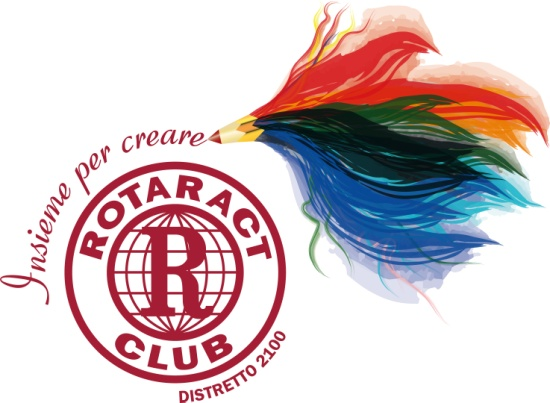 Insieme per creare
ROTARACT
R
CLUB
DISTRETTO 2100